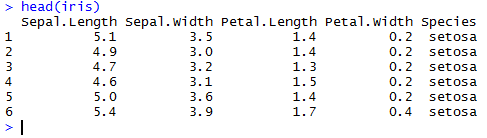 > head(iris)
  Sepal.Length Sepal.Width Petal.Length Petal.Width Species
1          5.1         3.5          1.4         0.2  setosa
2          4.9         3.0          1.4         0.2  setosa
3          4.7         3.2          1.3         0.2  setosa
4          4.6         3.1          1.5         0.2  setosa
5          5.0         3.6          1.4         0.2  setosa
6          5.4         3.9          1.7         0.4  setosa
>